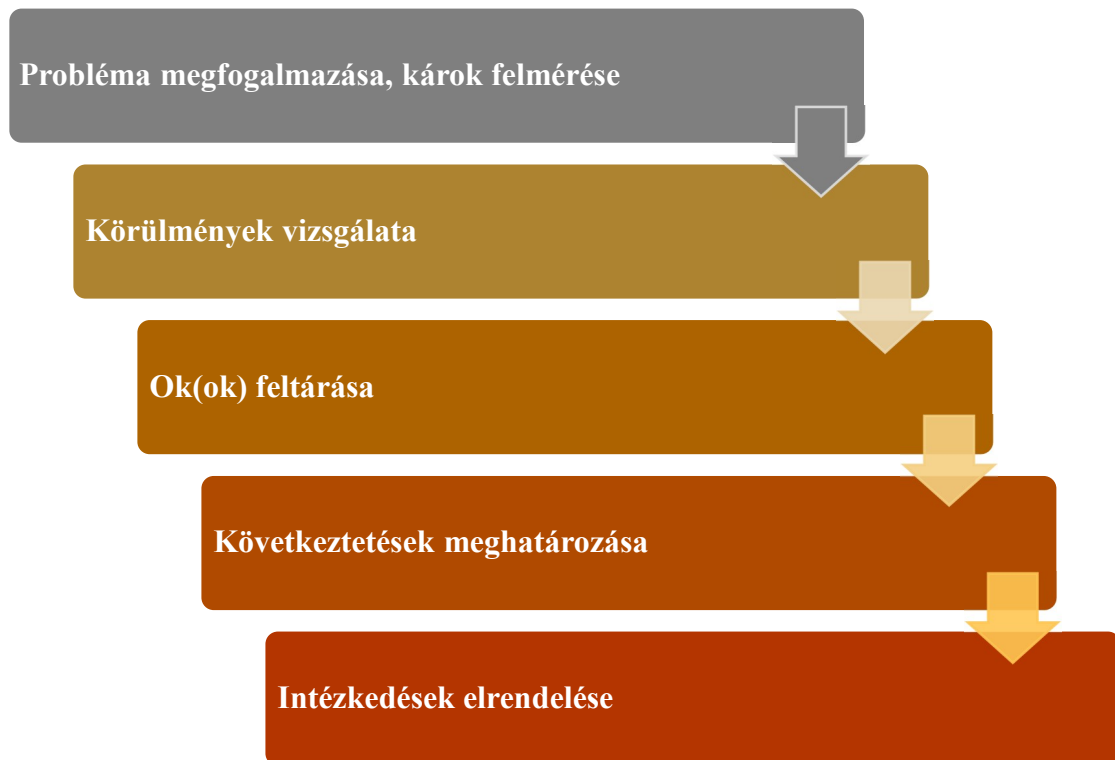 Probléma megfogalmazása, károk felmérése
Körülmények vizsgálata
Ok(ok) feltárása
Következtetések meghatározása
Intézkedések elrendelése